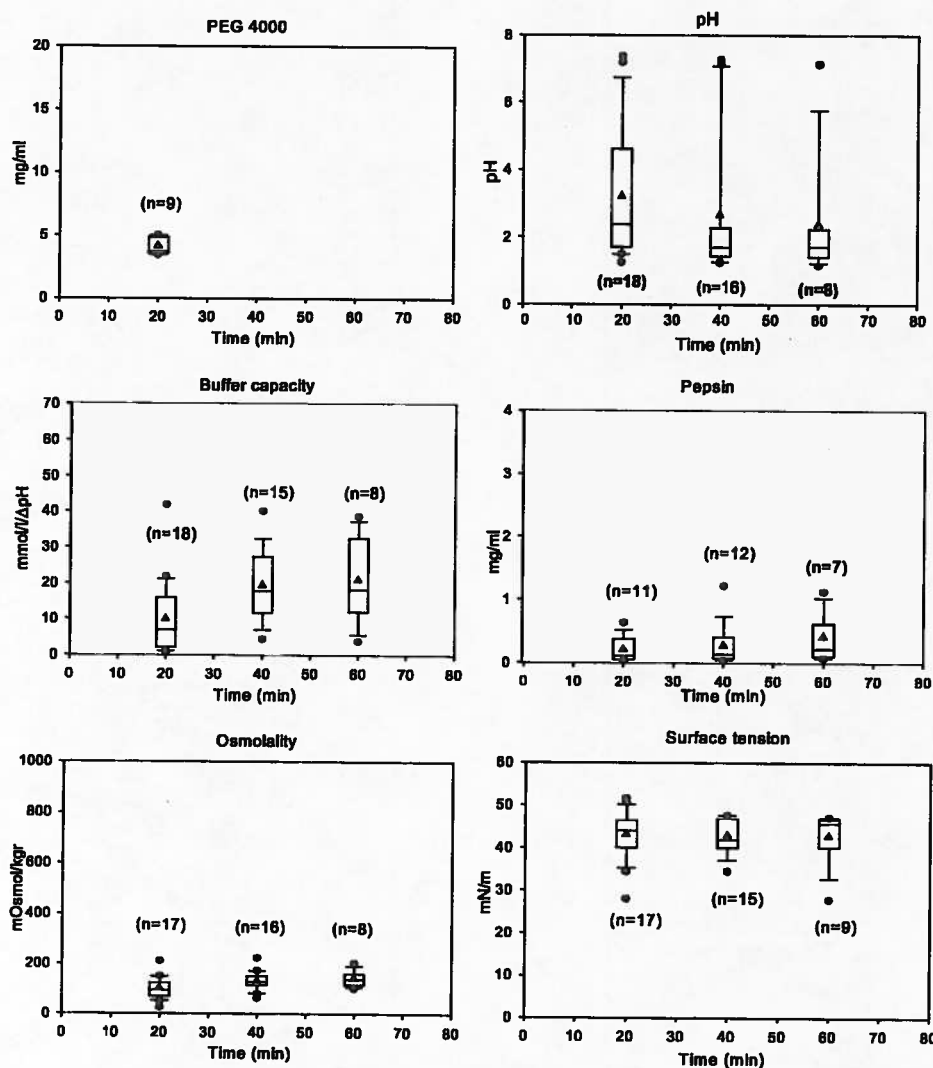 PEG 4000
20
15
10
5
0
mg/ml
(n=9)
0 10 20 30 40 50 60 70 80
Time (min)
pH
8
6
4
2
0
pH
(n=18) (n=16) (n=8)
0 10 20 30 40 50 60 70 80
Time (min)
Buffer capacity
70
60
50
40
30
20
10
0
mmol/l/ΔpH
(n=18) (n=15) (n=8)
0 10 20 30 40 50 60 70 80
Time (min)
Pepsin
4
3
2
1
0
mg/ml
(n=11) (n=12) (n=7)
0 10 20 30 40 50 60 70 80
Time (min)
Osmolality
1000
800
600
400
200
0
mOsmol/kgr
(n=17) (n=16) (n=8)
0 10 20 30 40 50 60 70 80
Time (min)
Surface tension
60
50
40
30
20
10
0
mN/m
(n=17) (n=15) (n=9)
0 10 20 30 40 50 60 70 80
Time (min)